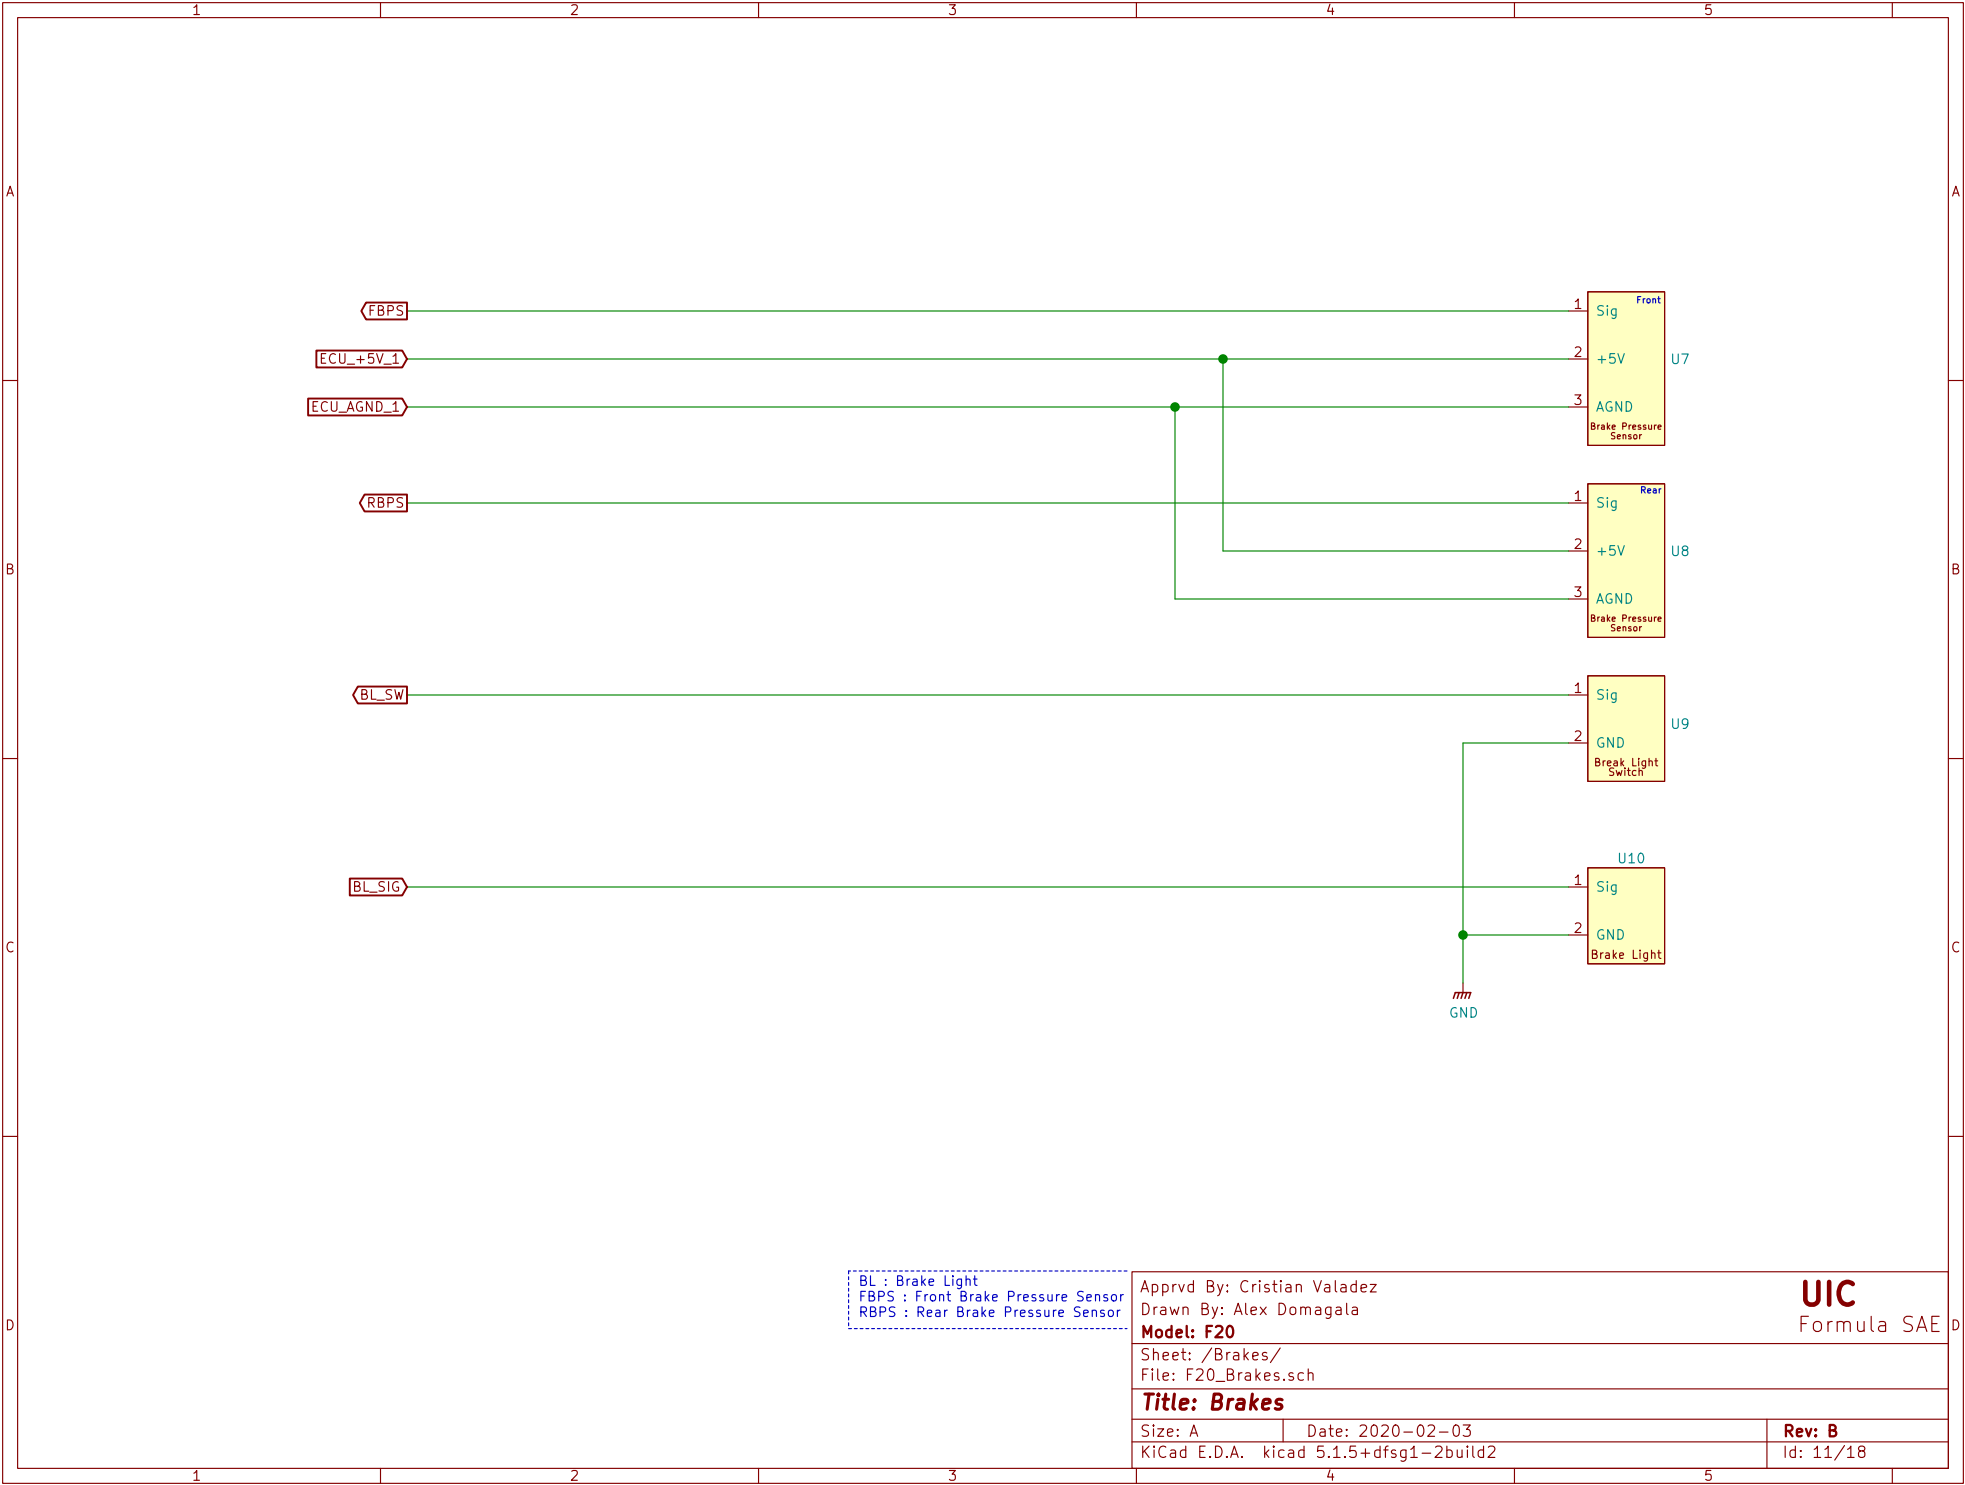 1 2 3 4 5
A A
FBPS
1 Sig Front
ECU_+5V_1
2 +5V U7
ECU_AGND_1
3 AGND
Brake Pressure
Sensor
RBPS
1 Sig Rear
2 +5V U8
3 AGND
Brake Pressure
Sensor
B B
BL_SW
1 Sig
U9
2 GND
Break Light
Switch
U10
BL_SIG
1 Sig
2 GND
Brake Light
C C
GND
BL : Brake Light
FBPS : Front Brake Pressure Sensor
RBPS : Rear Brake Pressure Sensor
Apprvd By: Cristian Valadez
Drawn By: Alex Domagala
Model: F20
UIC
Formula SAE
D D
Sheet: /Brakes/
File: F20_Brakes.sch
Title: Brakes
Size: A Date: 2020-02-03 Rev: B
KiCad E.D.A. kicad 5.1.5+dfsg1-2build2 Id: 11/18
1 2 3 4 5